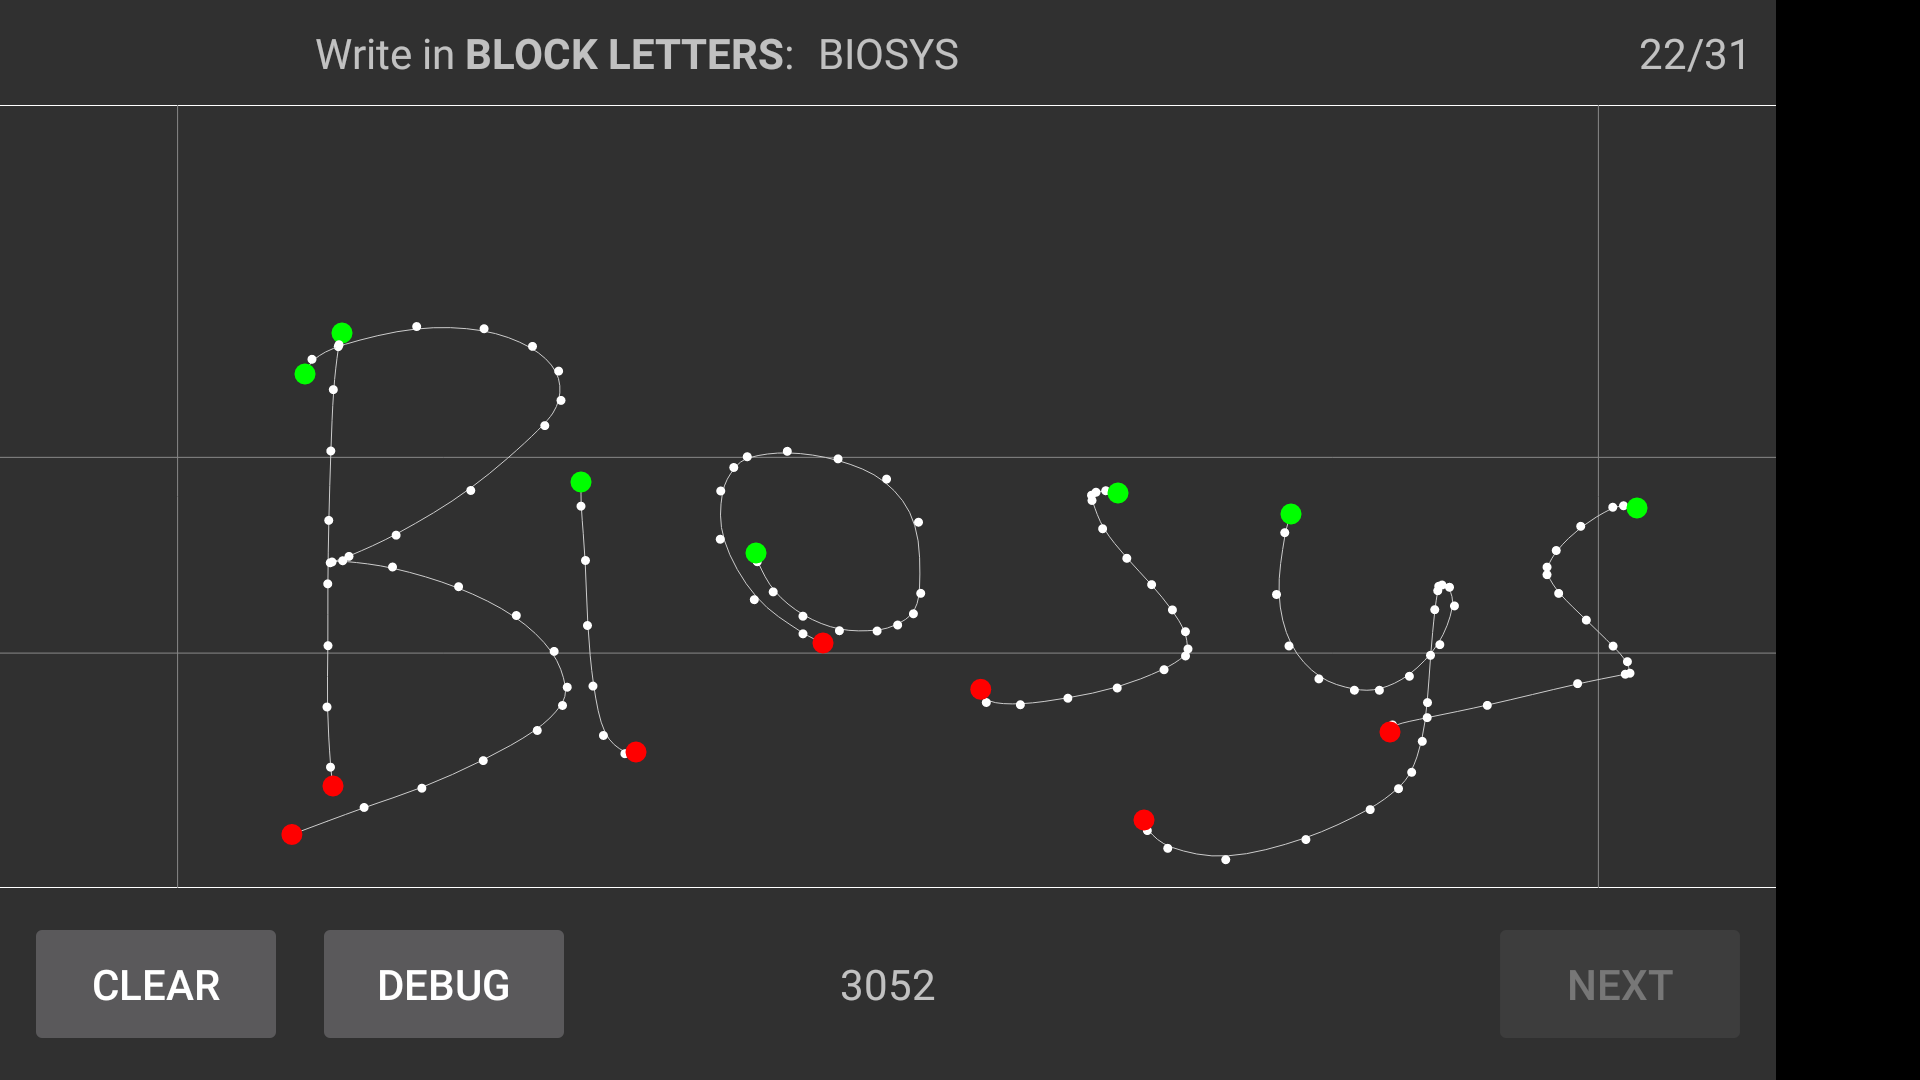 Write in BLOCK LETTERS: BIOSYS 22/31
BIOSYS
CLEAR DEBUG 3052 NEXT